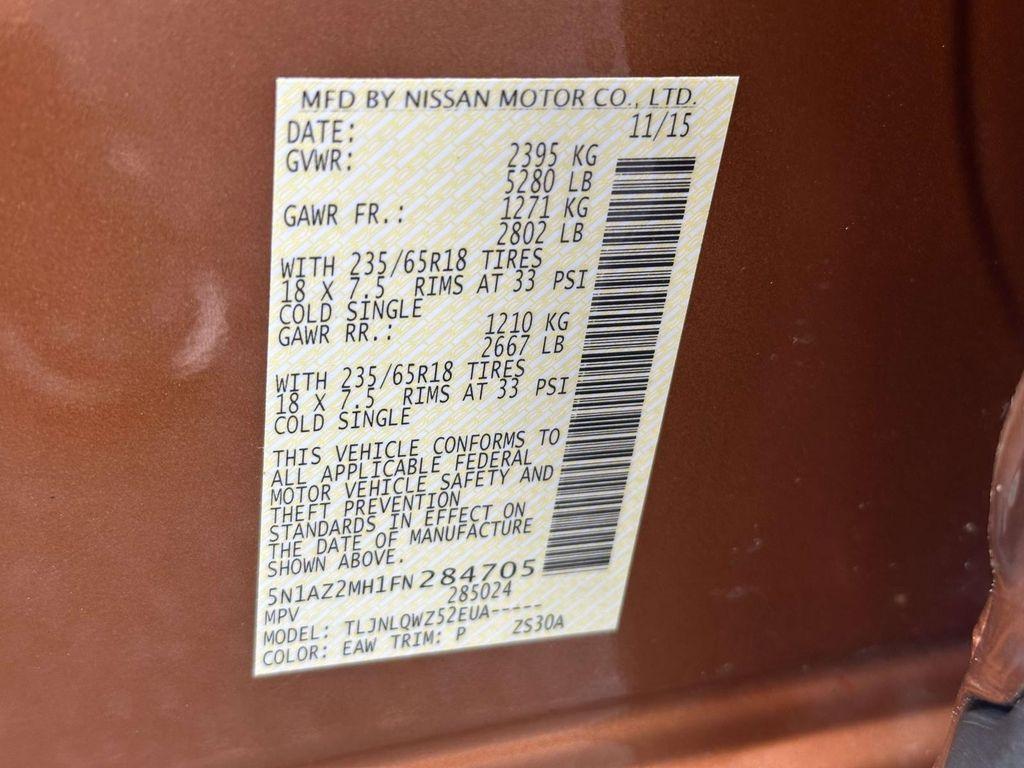 MFD BY NISSAN MOTOR CO., LTD.
DATE: 11/15
GVWR: 2395 KG
5280 LB
GAWR FR.: 1271 KG
2802 LB
WITH 235/65R18 TIRES
18 X 7.5 RIMS AT 33 PSI
COLD SINGLE
GAWR RR.: 1210 KG
2667 LB
WITH 235/65R18 TIRES
18 X 7.5 RIMS AT 33 PSI
COLD SINGLE
THIS VEHICLE CONFORMS TO
ALL APPLICABLE FEDERAL
MOTOR VEHICLE SAFETY AND
THEFT PREVENTION
STANDARDS IN EFFECT ON
THE DATE OF MANUFACTURE
SHOWN ABOVE.
5N1AZ2MH1FN284705
MPV 285024
MODEL: TLJNLQWZ52EUA-----
COLOR: EAW TRIM: P ZS30A